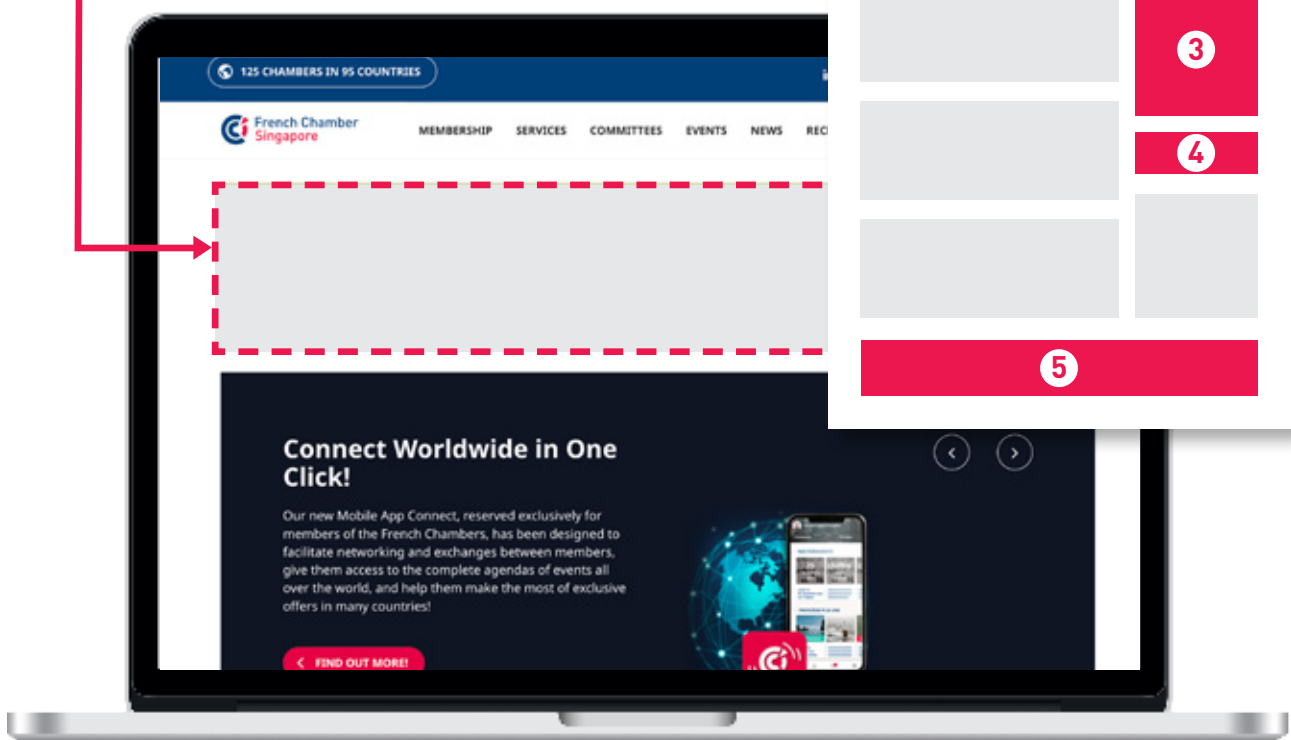 125 CHAMBERS IN 95 COUNTRIES
French Chamber
Singapore
MEMBERSHIP SERVICES COMMITTEES EVENTS NEWS
3
4
5
Connect Worldwide in One
Click!
Our new Mobile App Connect, reserved exclusively for
members of the French Chambers, has been designed to
facilitate networking and exchanges between members,
give them access to the complete agendas of events all
over the world, and help them make the most of exclusive
offers in many countries!
FIND OUT MORE!